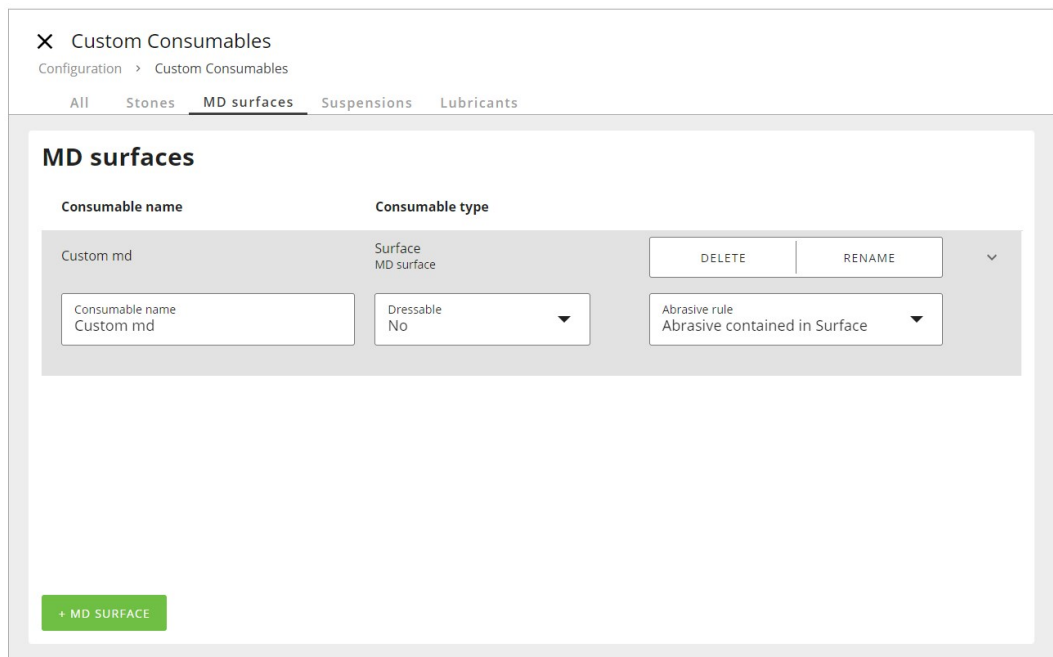 Custom Consumables
Configuration > Custom Consumables
All Stones MD surfaces Suspensions Lubricants
MD surfaces
Consumable name Consumable type
Custom md Surface DELETE RENAME
MD surface
Consumable name Dressable Abrasive rule
Custom md No Abrasive contained in Surface
+ MD SURFACE